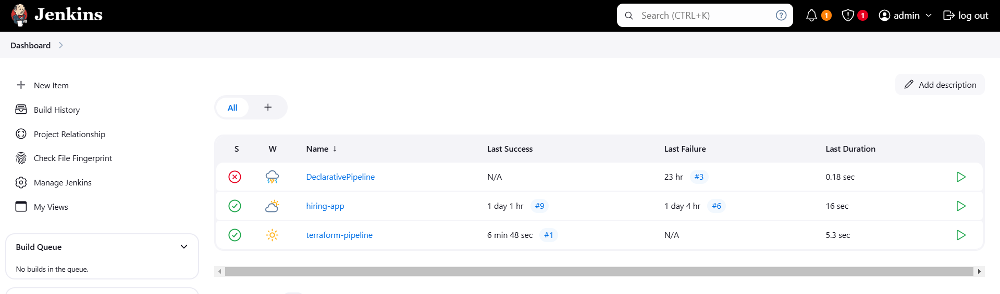 Jenkins
Search (CTRL+K)
1
1
admin
log out
Dashboard
New Item
Build History
Project Relationship
Check File Fingerprint
Manage Jenkins
My Views
Build Queue
No builds in the queue.
Add description
All +
S W Name ↓ Last Success Last Failure Last Duration
DeclarativePipeline N/A 23 hr #3 0.18 sec
hiring-app 1 day 1 hr #9 1 day 4 hr #6 16 sec
terraform-pipeline 6 min 48 sec #1 N/A 5.3 sec